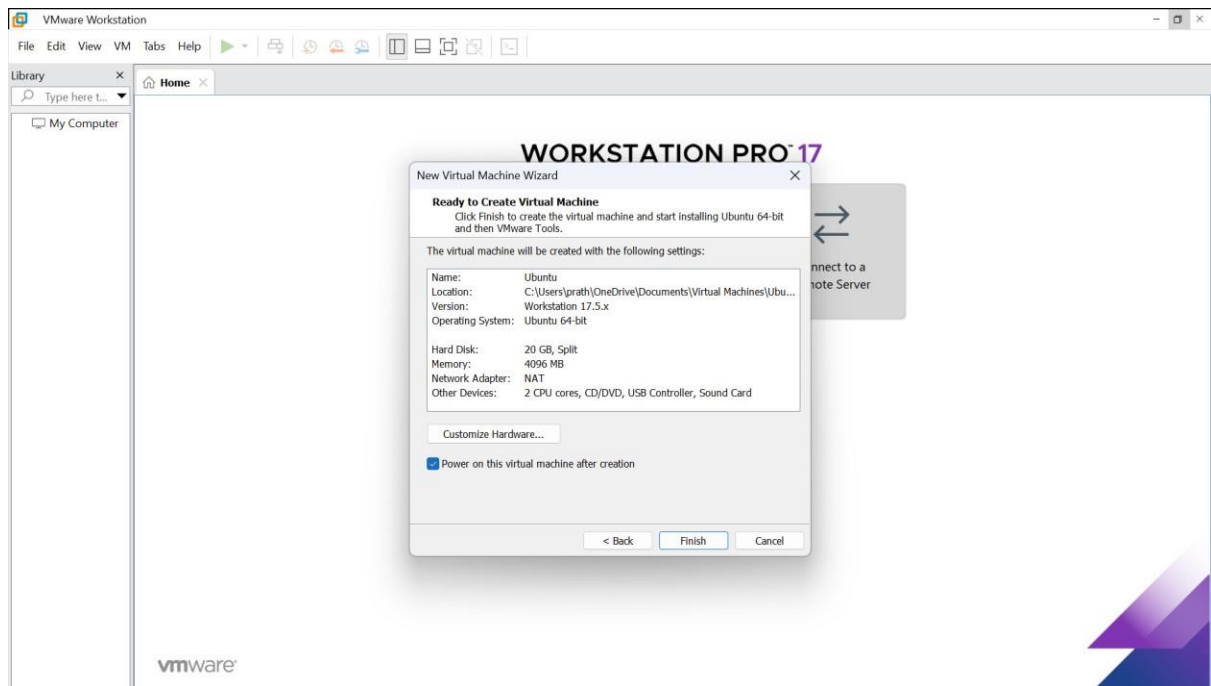 VMware Workstation
File Edit View VM Tabs Help
Library
Type here t...
My Computer
Home
WORKSTATION PRO™ 17
New Virtual Machine Wizard
Ready to Create Virtual Machine
Click Finish to create the virtual machine and start installing Ubuntu 64-bit
and then VMware Tools.
The virtual machine will be created with the following settings:
Name: Ubuntu
Location: C:\Users\prath\OneDrive\Documents\Virtual Machines\Ubu...
Version: Workstation 17.5.x
Operating System: Ubuntu 64-bit
Hard Disk: 20 GB, Split
Memory: 4096 MB
Network Adapter: NAT
Other Devices: 2 CPU cores, CD/DVD, USB Controller, Sound Card
Customize Hardware...
Power on this virtual machine after creation
< Back Finish Cancel
nnect to a
note Server
vmware